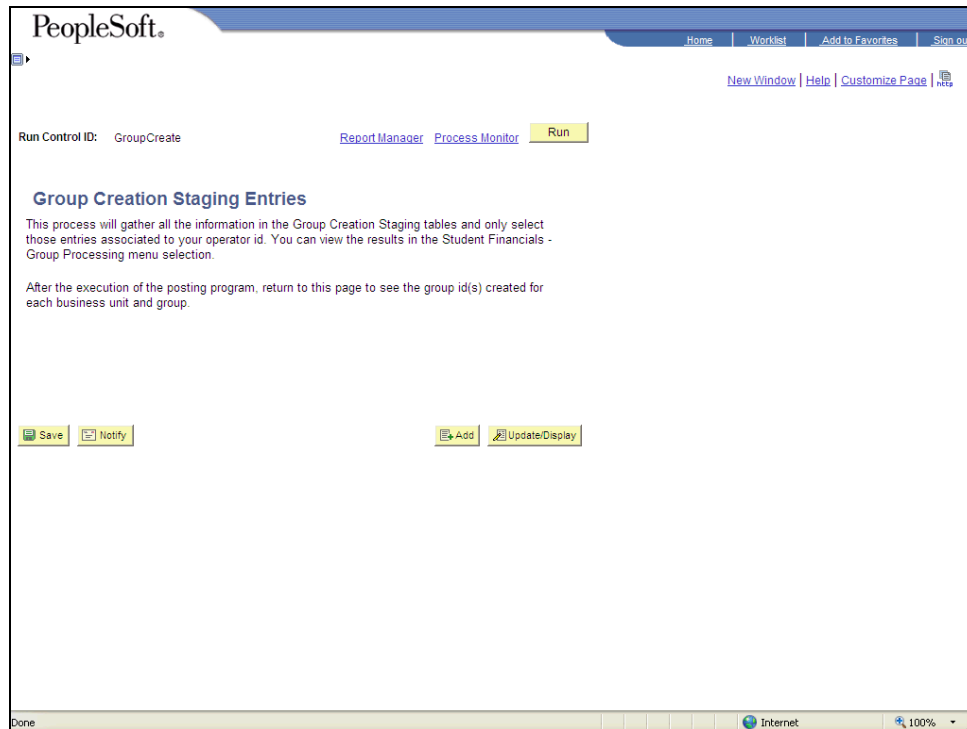 PeopleSoft®
Home Worklist Add to Favorites Sign ou
New Window | Help | Customize Page | http
Run Control ID: GroupCreate Report Manager Process Monitor Run
Group Creation Staging Entries
This process will gather all the information in the Group Creation Staging tables and only select
those entries associated to your operator id. You can view the results in the Student Financials -
Group Processing menu selection.
After the execution of the posting program, return to this page to see the group id(s) created for
each business unit and group.
Save Notify Add Update/Display
Done Internet 100%